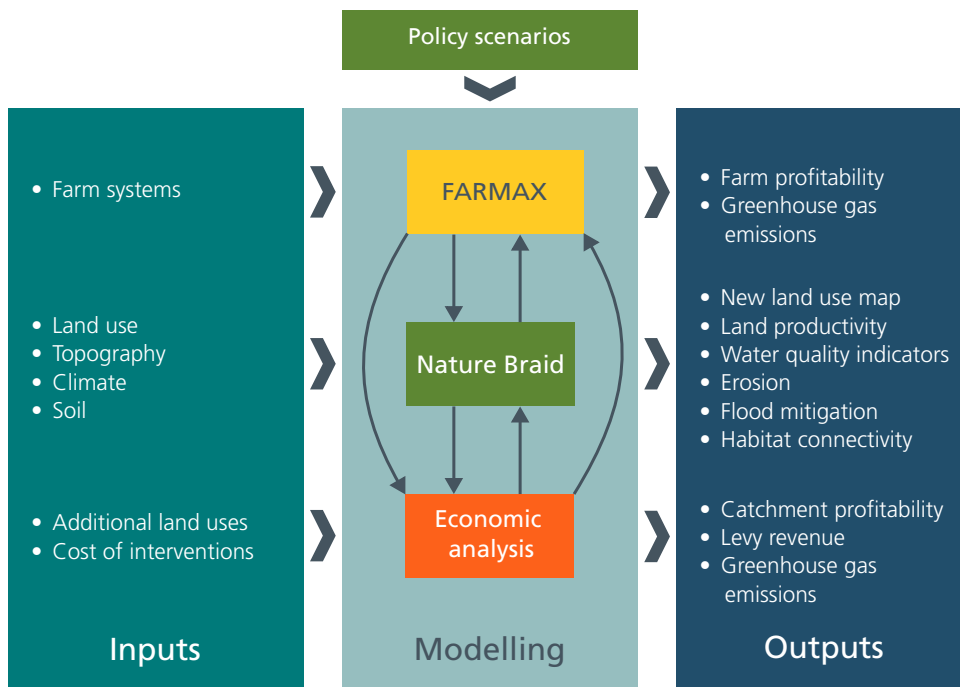 Policy scenarios
• Farm systems
• Land use
• Topography
• Climate
• Soil
• Additional land uses
• Cost of interventions
Inputs
FARMAX
Nature Braid
Economic
analysis
Modelling
• Farm profitability
• Greenhouse gas
emissions
• New land use map
• Land productivity
• Water quality indicators
• Erosion
• Flood mitigation
• Habitat connectivity
• Catchment profitability
• Levy revenue
• Greenhouse gas
emissions
Outputs